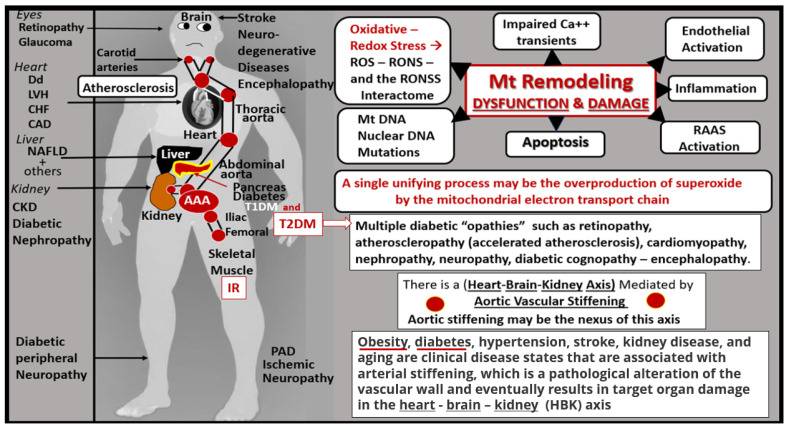 Eyes
Retinopathy
Glaucoma
Carotid
arteries
Heart
Dd
LVH
CHF
CAD
Atherosclerosis
Liver
NAFLD
+
others
Kidney
CKD
Diabetic
Nephropathy
Diabetic
peripheral
Neuropathy
Brain
Stroke
Neuro-
degenerative
Diseases
Encephalopathy
Thoracic
aorta
Heart
Liver
Abdominal
aorta
Pancreas
Diabetes
T1DM and
T2DM
Kidney
AAA
Iliac
Femoral
Skeletal
Muscle
IR
PAD
Ischemic
Neuropathy
Oxidative –
Redox Stress →
ROS – RONS –
and the RONSS
Interactome
Impaired Ca++
transients
Endothelial
Activation
Mt Remodeling
DYSFUNCTION & DAMAGE
Inflammation
Mt DNA
Nuclear DNA
Mutations
Apoptosis
RAAS
Activation
A single unifying process may be the overproduction of superoxide
by the mitochondrial electron transport chain
Multiple diabetic “opathies” such as retinopathy,
atheroscleropathy (accelerated atherosclerosis), cardiomyopathy,
nephropathy, neuropathy, diabetic cognopathy – encephalopathy.
There is a (Heart-Brain-Kidney Axis) Mediated by
Aortic Vascular Stiffening
Aortic stiffening may be the nexus of this axis
Obesity, diabetes, hypertension, stroke, kidney disease, and
aging are clinical disease states that are associated with
arterial stiffening, which is a pathological alteration of the
vascular wall and eventually results in target organ damage
in the heart - brain – kidney (HBK) axis